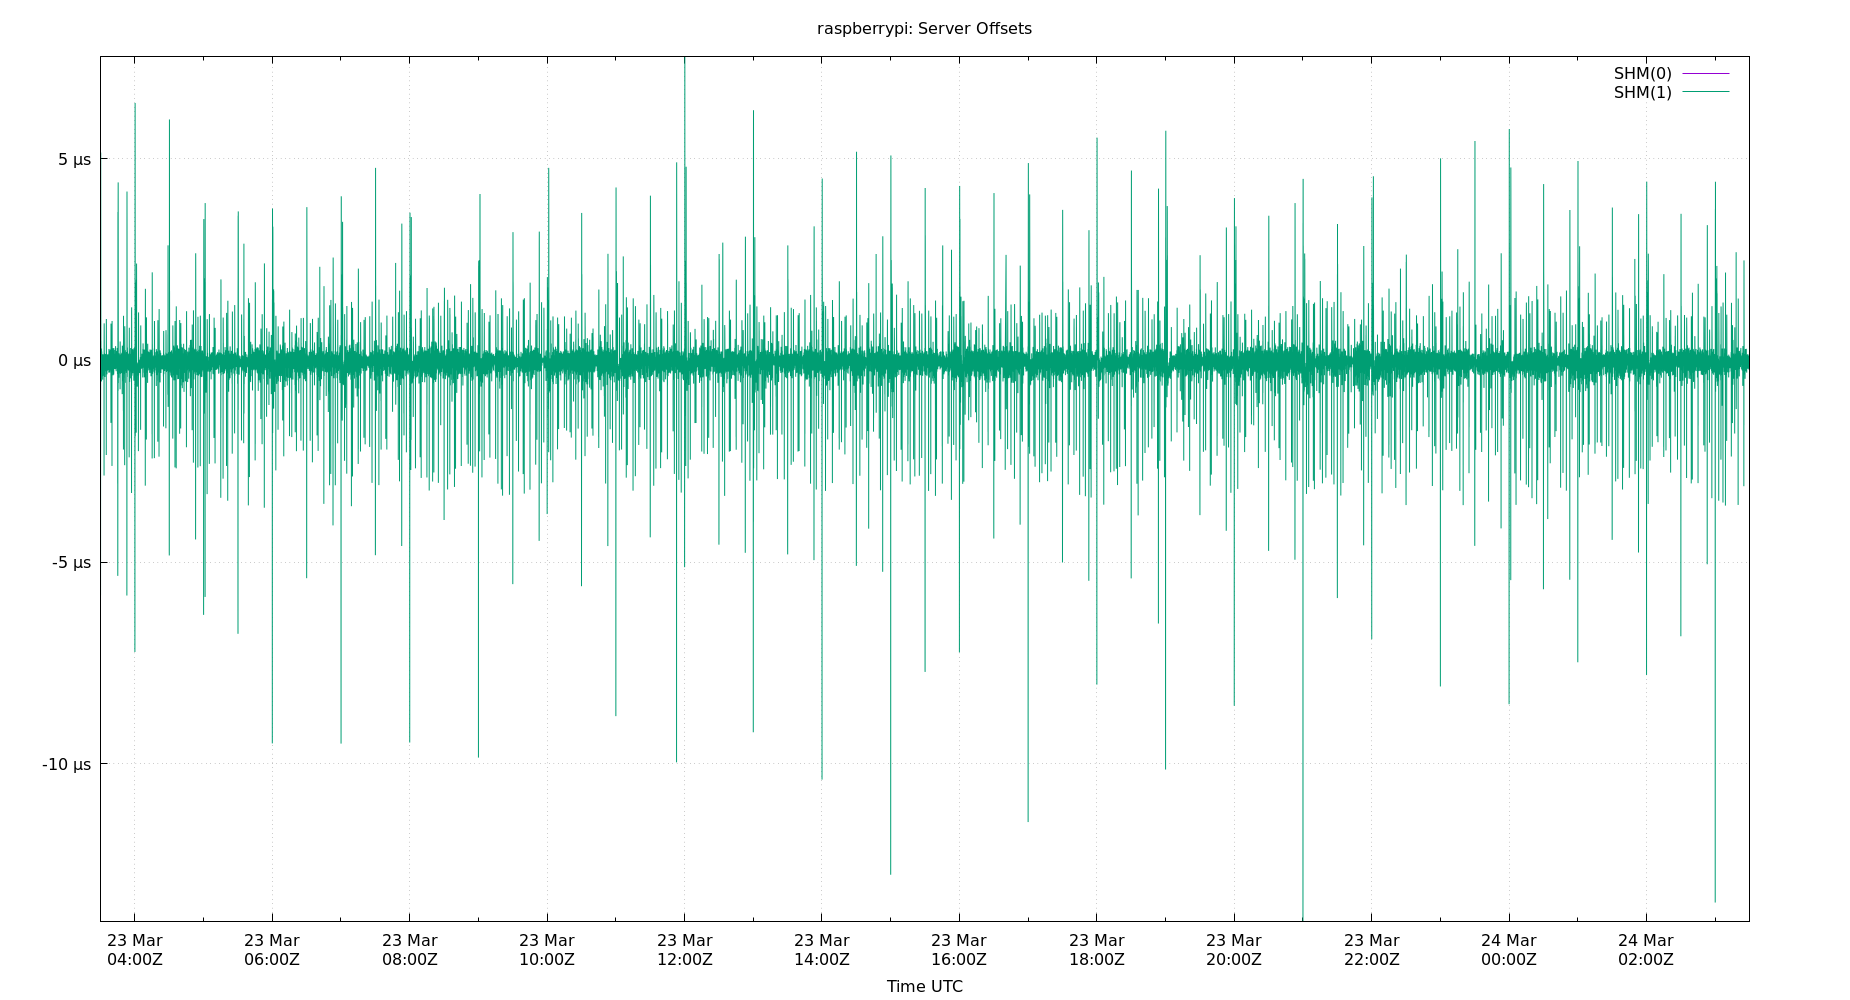 raspberrypi: Server Offsets
SHM(0)
SHM(1)
5 µs
0 µs
-5 µs
-10 µs
23 Mar 23 Mar 23 Mar 23 Mar 23 Mar 23 Mar 23 Mar 23 Mar 23 Mar 23 Mar 24 Mar 24 Mar
04:00Z 06:00Z 08:00Z 10:00Z 12:00Z 14:00Z 16:00Z 18:00Z 20:00Z 22:00Z 00:00Z 02:00Z
Time UTC